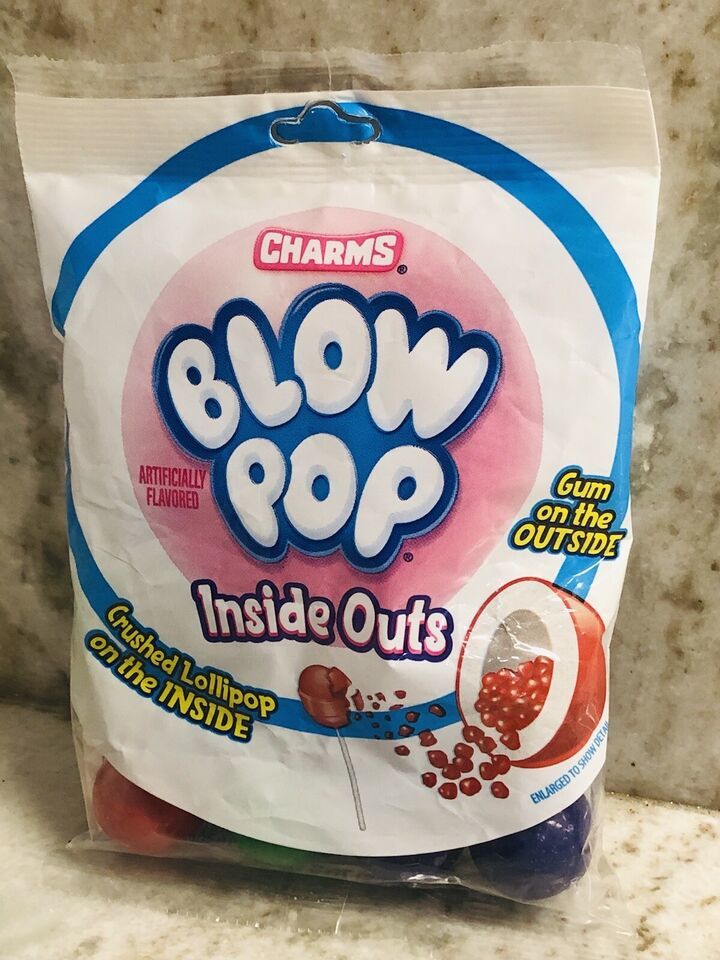 CHARMS®
BLOW
POP®
ARTIFICIALLY
FLAVORED
Inside Outs
Gum
on the
OUTSIDE
Crushed Lollipop
on the INSIDE
ENLARGED TO SHOW DETAIL